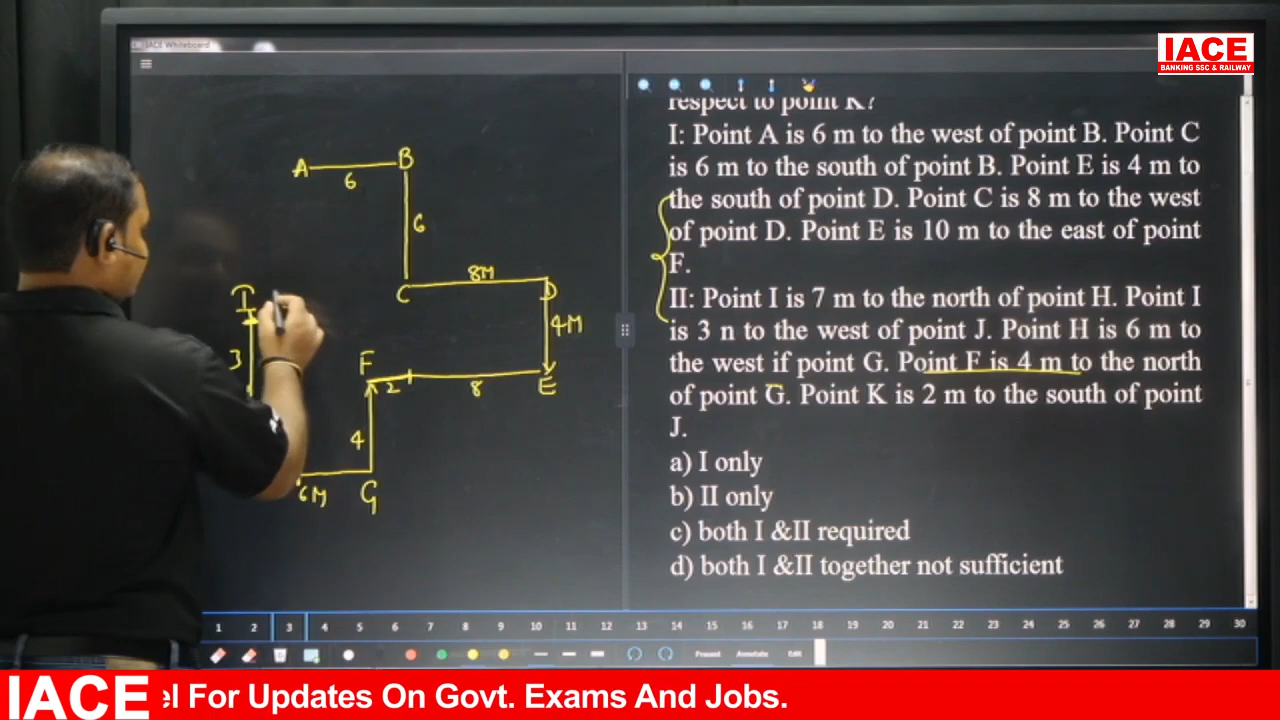 IACE Whiteboard
IACE
BANKING SSC & RAILWAY
respect to point K?
I: Point A is 6 m to the west of point B. Point C
is 6 m to the south of point B. Point E is 4 m to
the south of point D. Point C is 8 m to the west
of point D. Point E is 10 m to the east of point
F.
II: Point I is 7 m to the north of point H. Point I
is 3 n to the west of point J. Point H is 6 m to
the west if point G. Point F is 4 m to the north
of point G. Point K is 2 m to the south of point
J.
a) I only
b) II only
c) both I &II required
d) both I &II together not sufficient
A B
6
6
8M
C D
4M
I
3
F
2
8
E
4
6M G
1 2 3 4 5 6 7 8 9 10 11 12 13 14 15 16 17 18 19 20 21 22 23 24 25 26 27 28 29 30
Present Annotate Exit
IACE el For Updates On Govt. Exams And Jobs.